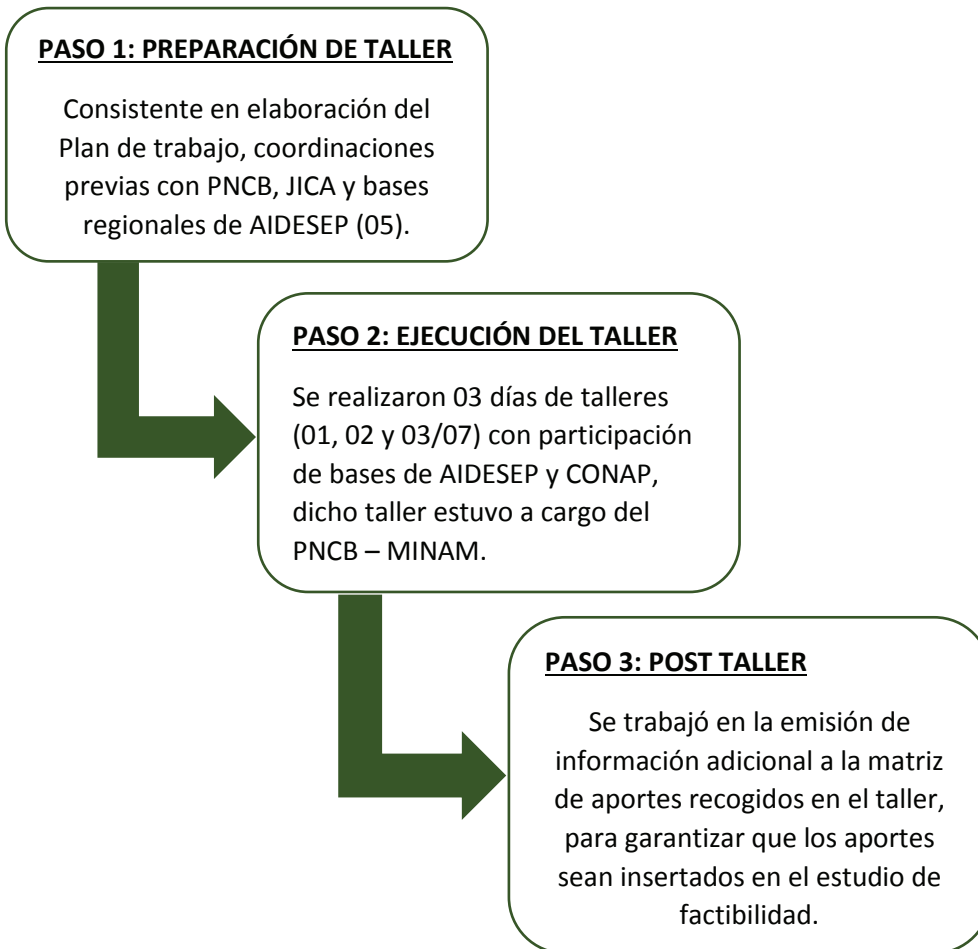 PASO 1: PREPARACIÓN DE TALLER
Consistente en elaboración del
Plan de trabajo, coordinaciones
previas con PNCB, JICA y bases
regionales de AIDESEP (05).
PASO 2: EJECUCIÓN DEL TALLER
Se realizaron 03 días de talleres
(01, 02 y 03/07) con participación
de bases de AIDESEP y CONAP,
dicho taller estuvo a cargo del
PNCB – MINAM.
PASO 3: POST TALLER
Se trabajó en la emisión de
información adicional a la matriz
de aportes recogidos en el taller,
para garantizar que los aportes
sean insertados en el estudio de
factibilidad.